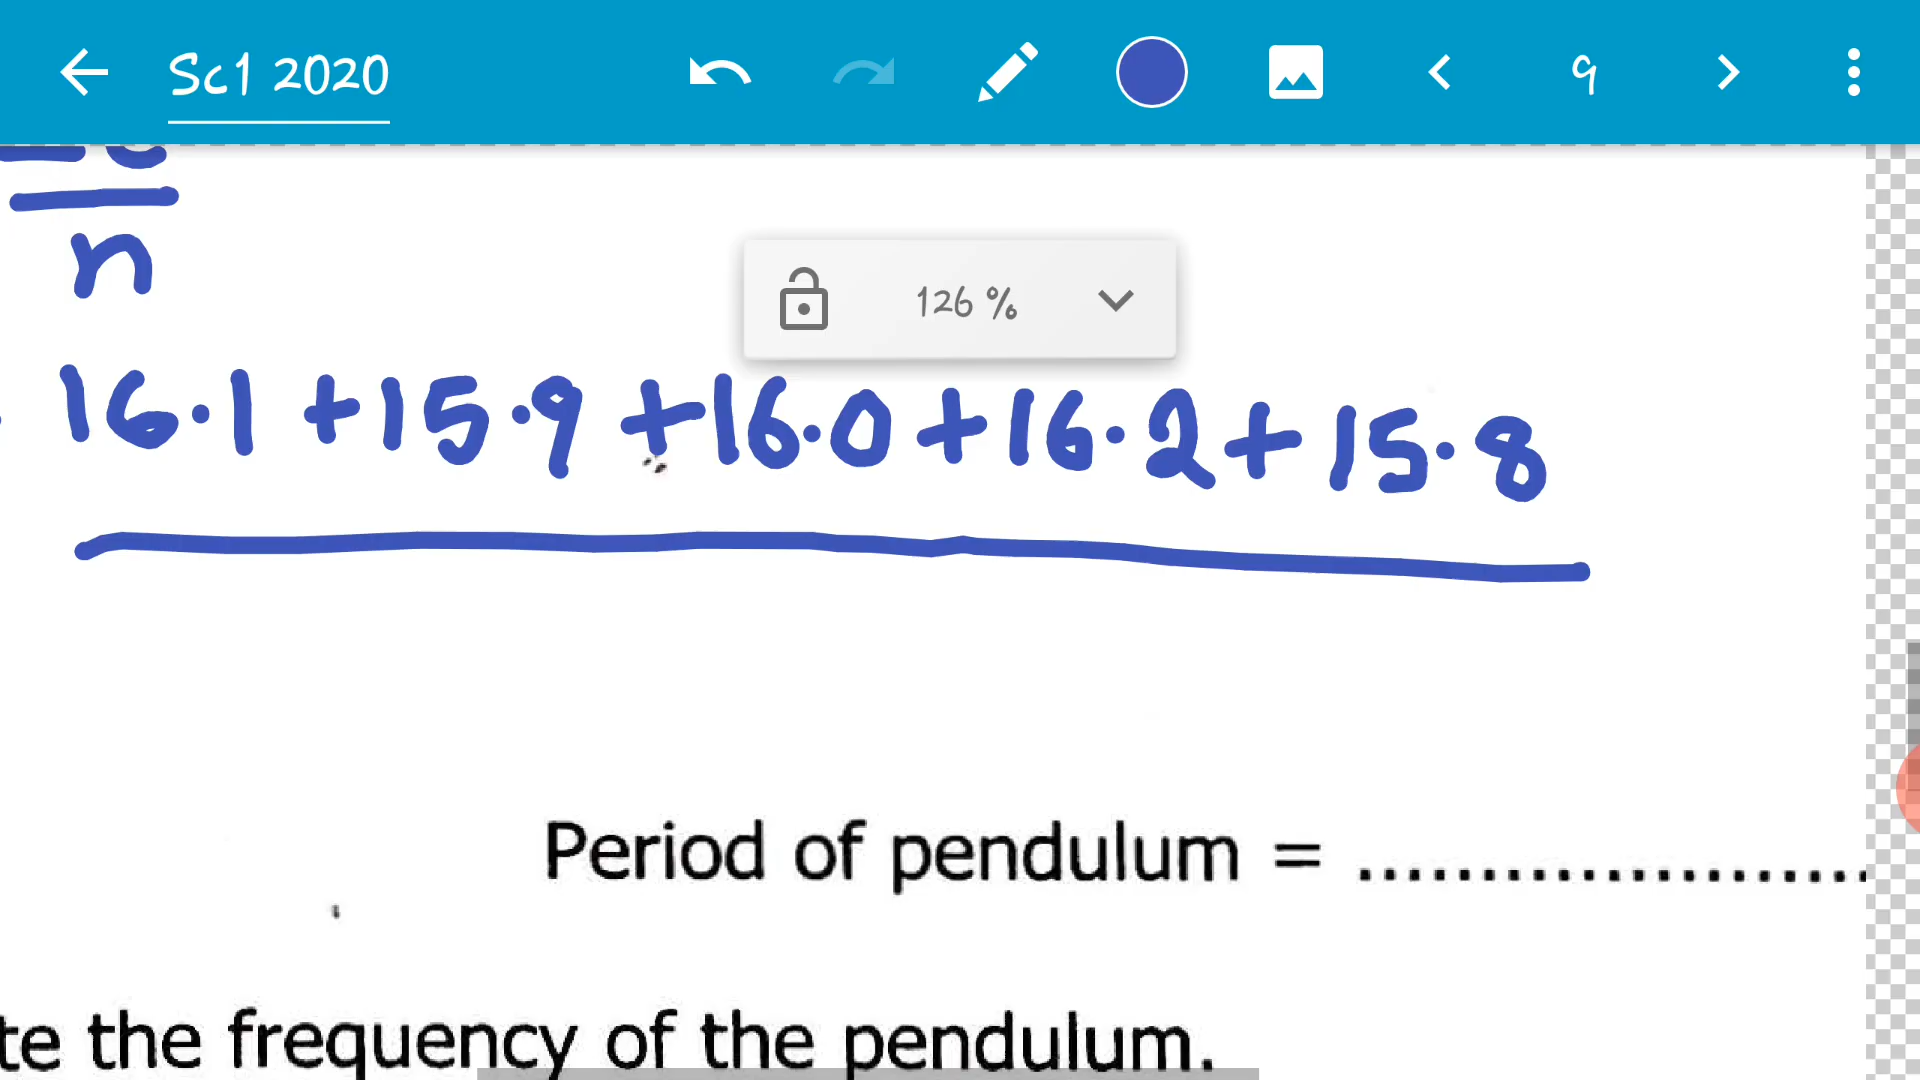 Sc1 2020
9
n
126 %
16.1 + 15.9 + 16.0 + 16.2 + 15.8
Period of pendulum = ....................
te the frequency of the pendulum.